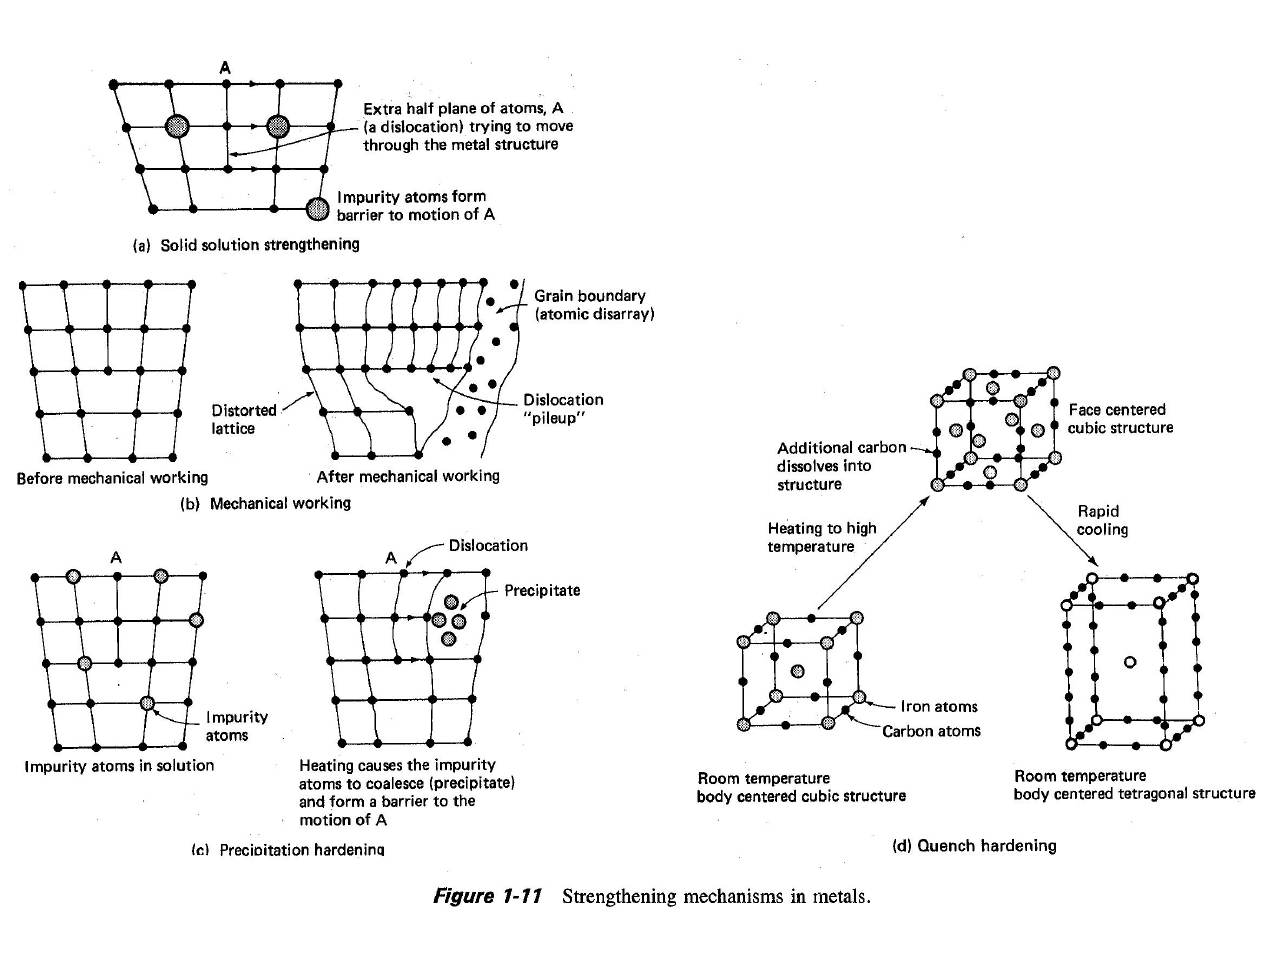 A
Extra half plane of atoms, A
(a dislocation) trying to move
through the metal structure
Impurity atoms form
barrier to motion of A
(a) Solid solution strengthening
Grain boundary
(atomic disarray)
Distorted
lattice
Dislocation
"pileup"
Before mechanical working
After mechanical working
(b) Mechanical working
A
Impurity
atoms
Impurity atoms in solution
A
Dislocation
Precipitate
Heating causes the impurity
atoms to coalesce (precipitate)
and form a barrier to the
motion of A
(c) Precipitation hardening
Face centered
cubic structure
Additional carbon
dissolves into
structure
Heating to high
temperature
Rapid
cooling
Iron atoms
Carbon atoms
Room temperature
body centered cubic structure
Room temperature
body centered tetragonal structure
(d) Quench hardening
Figure 1-11 Strengthening mechanisms in metals.